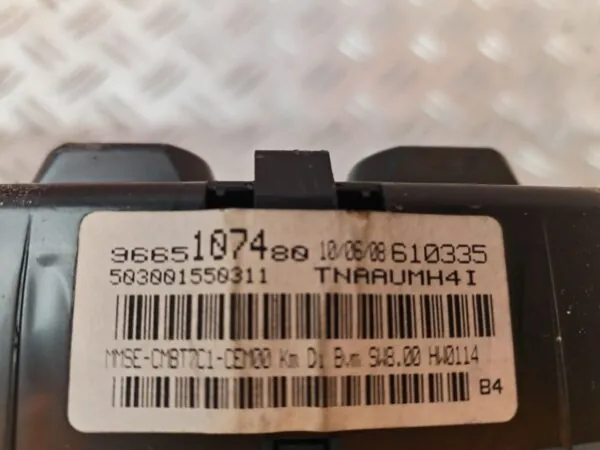 9665107480 10/06/08 610335
503001550311 TNAAUMH4I
MMSE-CMBT7C1-CEM00 Km Di Bvm SW8.00 HW0114
B4